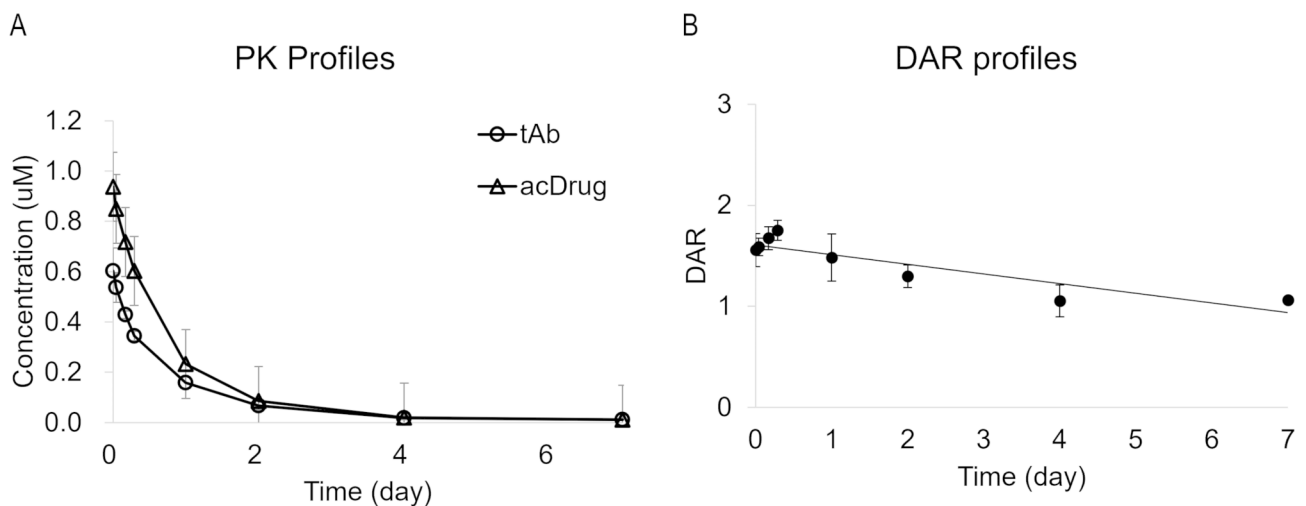 A
PK Profiles
Concentration (uM)
1.2
1.0
0.8
0.6
0.4
0.2
0.0
0 2 4 6
Time (day)
tAb
acDrug
B
DAR profiles
DAR
3
2
1
0
0 1 2 3 4 5 6 7
Time (day)